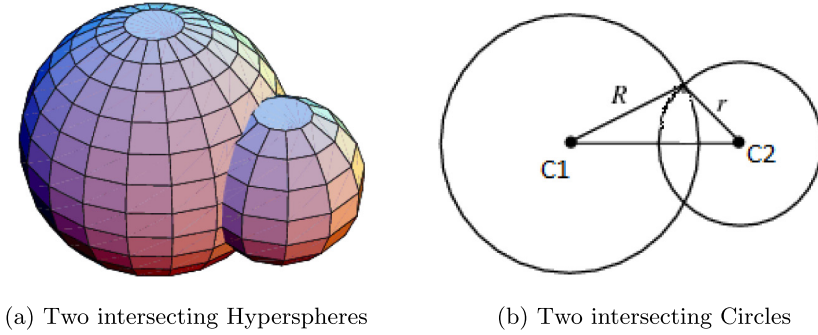 R
r
C1
C2
(a) Two intersecting Hyperspheres
(b) Two intersecting Circles